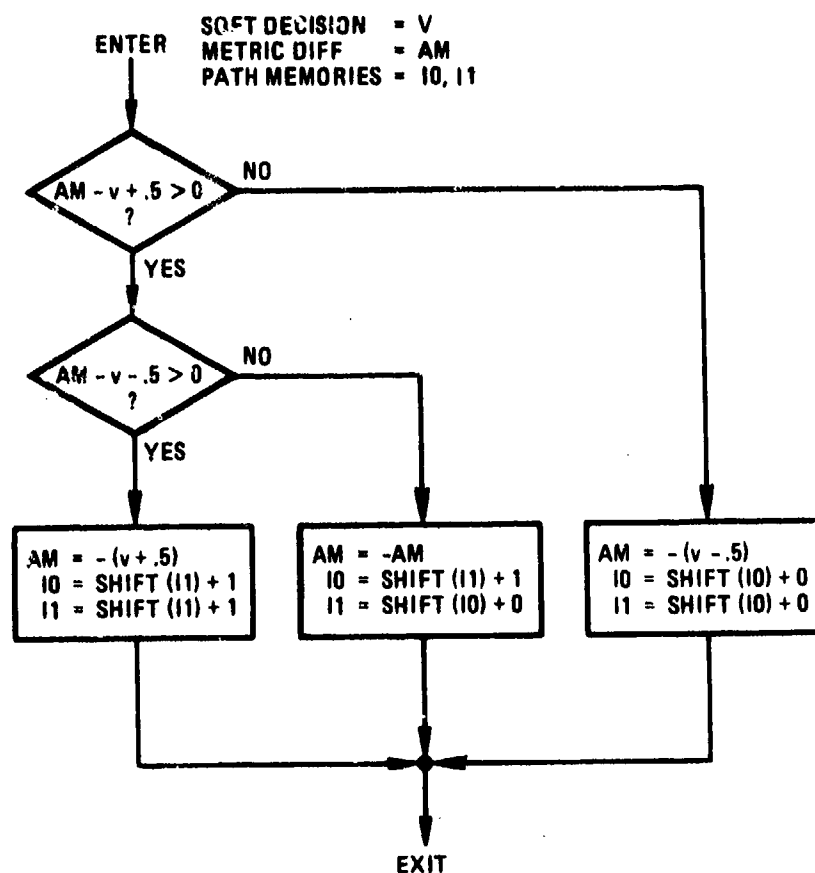 SOFT DECISION = V
ENTER
METRIC DIFF = AM
PATH MEMORIES = I0, I1
AM - v + .5 > 0
?
NO
YES
AM - v - .5 > 0
?
NO
YES
AM = - (v + .5)
I0 = SHIFT (I1) + 1
I1 = SHIFT (I1) + 1
AM = -AM
I0 = SHIFT (I1) + 1
I1 = SHIFT (I0) + 0
AM = - (v - .5)
I0 = SHIFT (I0) + 0
I1 = SHIFT (I0) + 0
EXIT